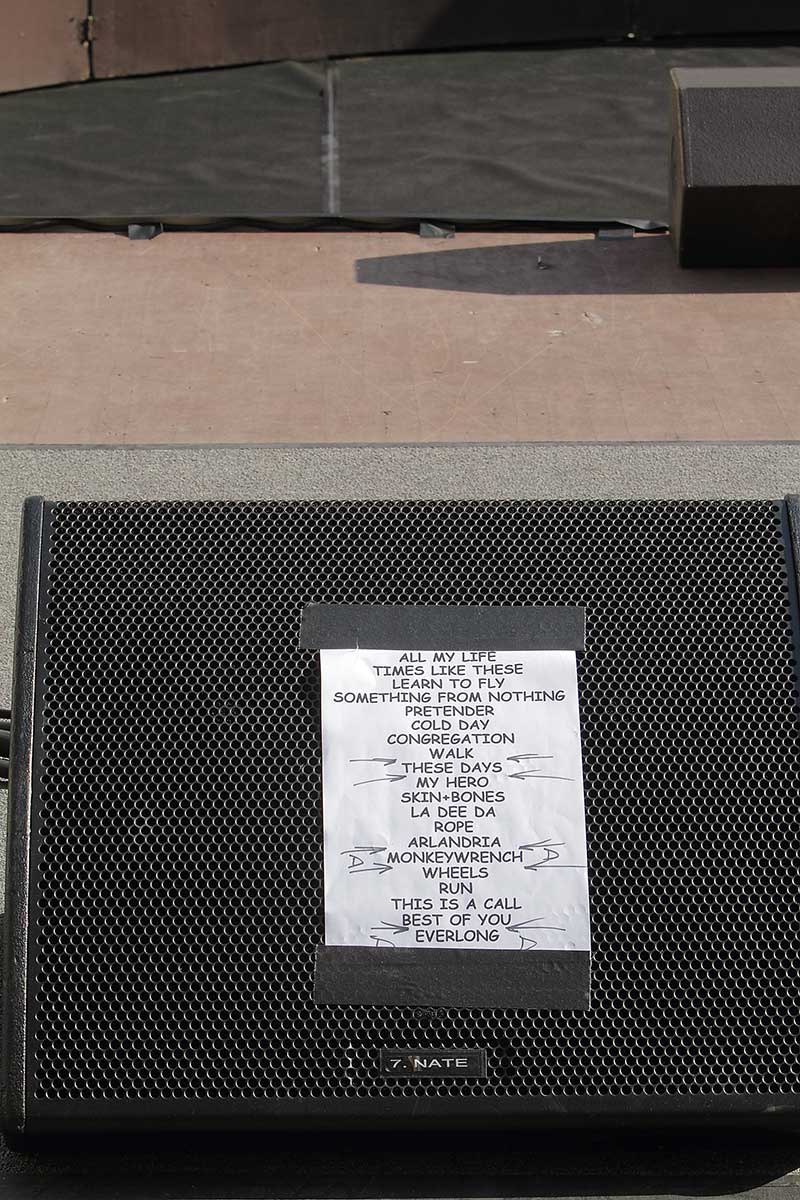 ALL MY LIFE
TIMES LIKE THESE
LEARN TO FLY
SOMETHING FROM NOTHING
PRETENDER
COLD DAY
CONGREGATION
WALK
THESE DAYS
MY HERO
SKIN+BONES
LA DEE DA
ROPE
ARLANDRIA
D MONKEYWRENCH D
WHEELS
RUN
THIS IS A CALL
BEST OF YOU
D EVERLONG D
7. NATE